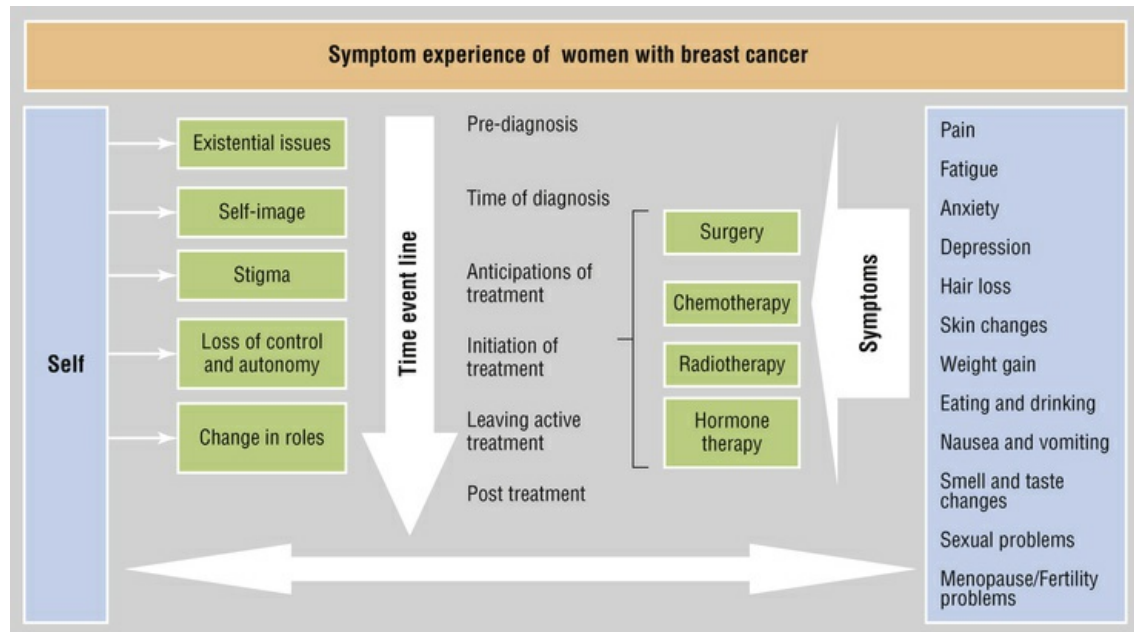 Symptom experience of women with breast cancer
Self
Existential issues
Self-image
Stigma
Loss of control
and autonomy
Change in roles
Time event line
Pre-diagnosis
Time of diagnosis
Anticipations of
treatment
Initiation of
treatment
Leaving active
treatment
Post treatment
Surgery
Chemotherapy
Radiotherapy
Hormone
therapy
Symptoms
Pain
Fatigue
Anxiety
Depression
Hair loss
Skin changes
Weight gain
Eating and drinking
Nausea and vomiting
Smell and taste
changes
Sexual problems
Menopause/Fertility
problems